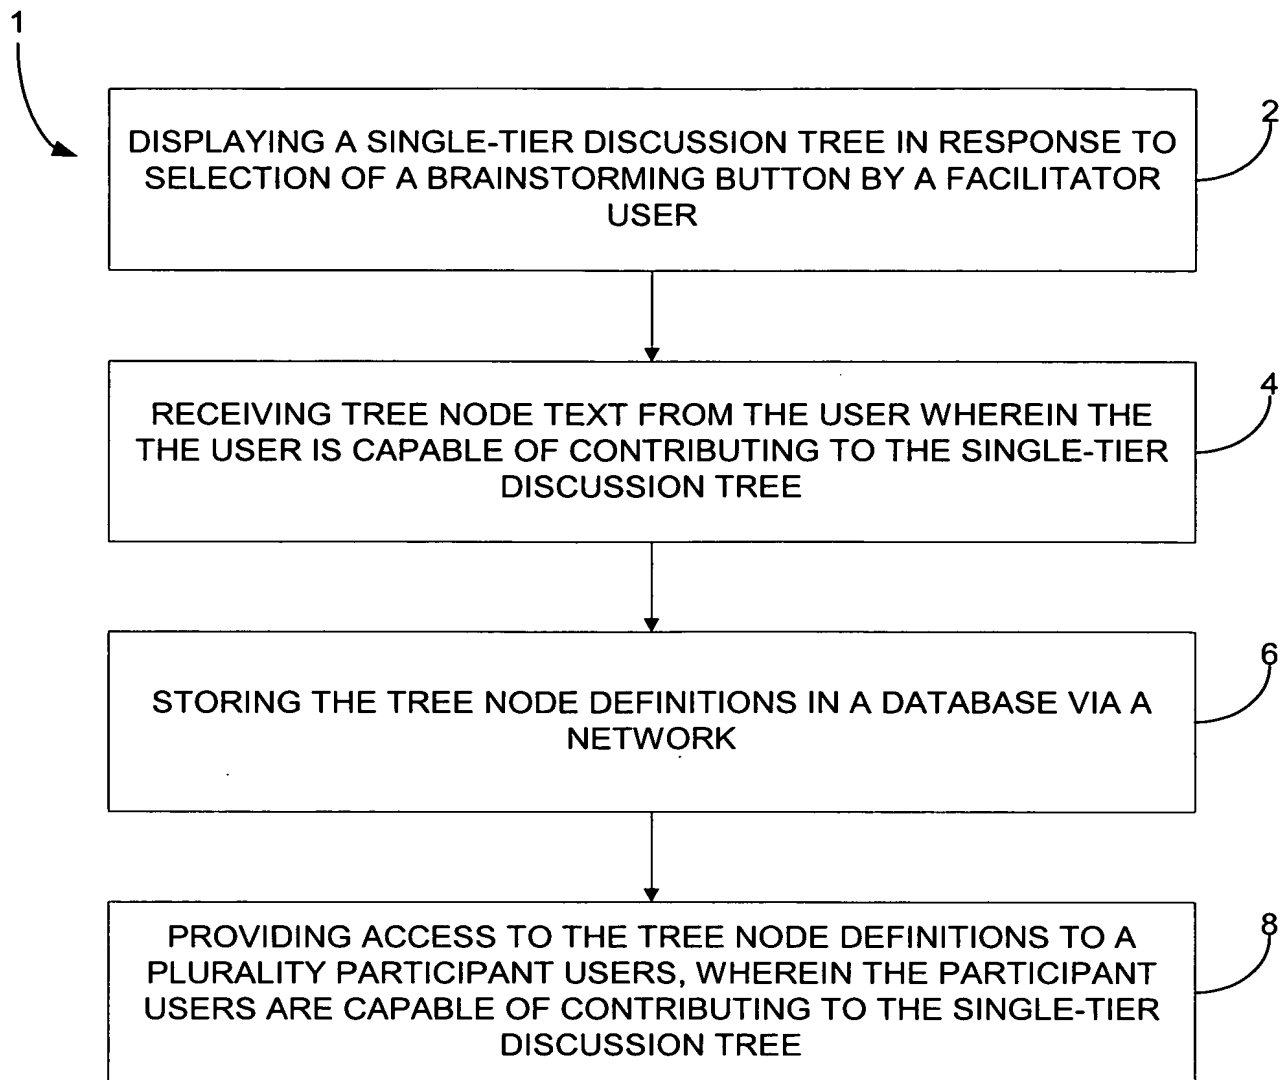 1
DISPLAYING A SINGLE-TIER DISCUSSION TREE IN RESPONSE TO
SELECTION OF A BRAINSTORMING BUTTON BY A FACILITATOR
USER
2
RECEIVING TREE NODE TEXT FROM THE USER WHEREIN THE
THE USER IS CAPABLE OF CONTRIBUTING TO THE SINGLE-TIER
DISCUSSION TREE
4
STORING THE TREE NODE DEFINITIONS IN A DATABASE VIA A
NETWORK
6
PROVIDING ACCESS TO THE TREE NODE DEFINITIONS TO A
PLURALITY PARTICIPANT USERS, WHEREIN THE PARTICIPANT
USERS ARE CAPABLE OF CONTRIBUTING TO THE SINGLE-TIER
DISCUSSION TREE
8